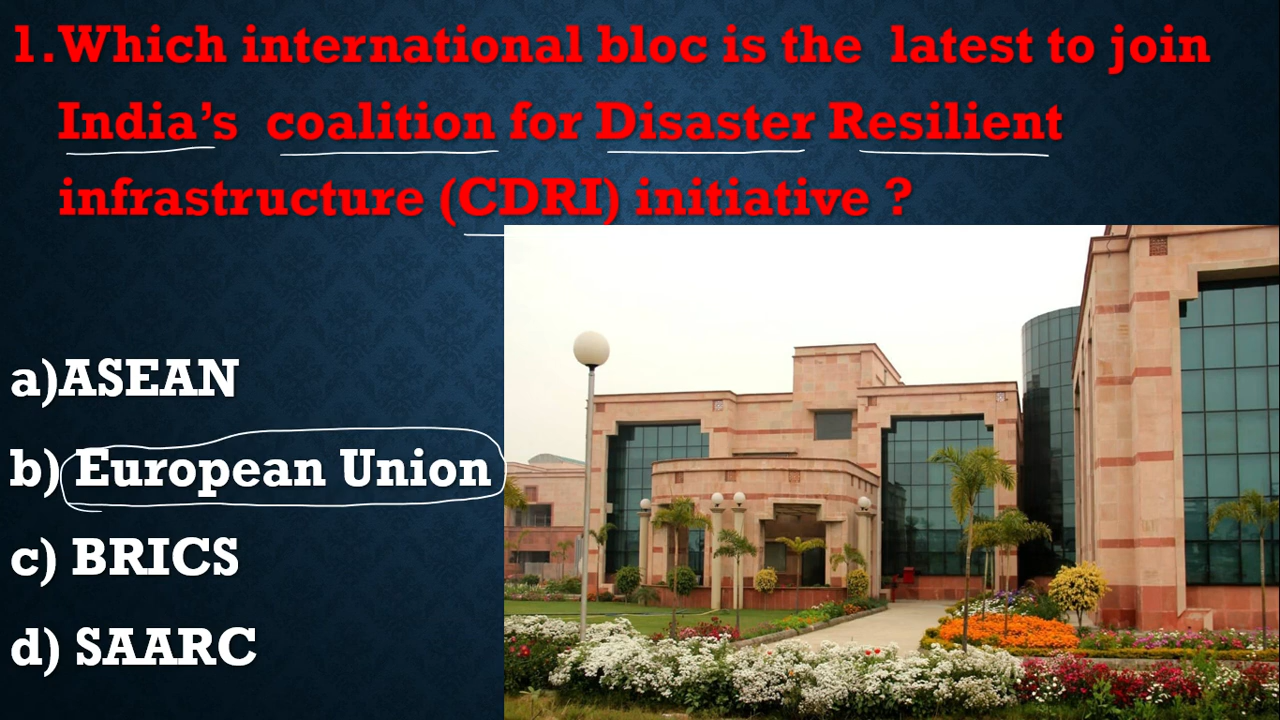 1.Which international bloc is the latest to join
India's coalition for Disaster Resilient
infrastructure (CDRI) initiative ?
a)ASEAN
b) European Union
c) BRICS
d) SAARC